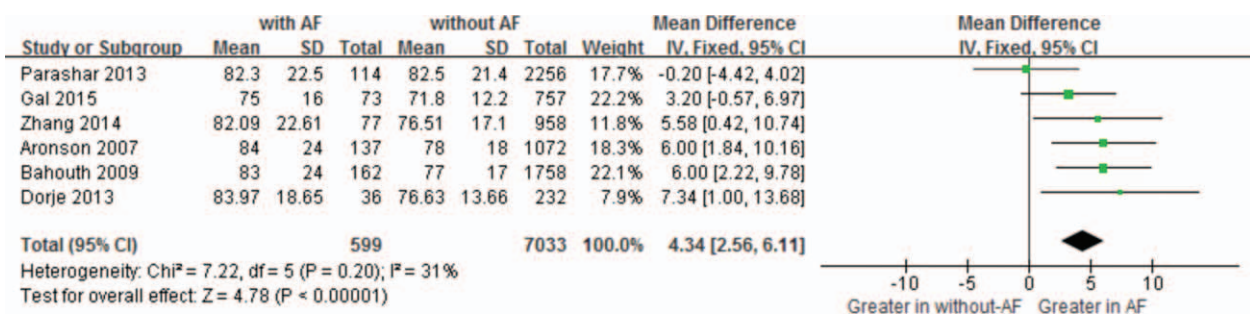 with AF without AF Mean Difference Mean Difference
Study or Subgroup Mean SD Total Mean SD Total Weight IV, Fixed, 95% CI IV, Fixed, 95% CI
Parashar 2013 82.3 22.5 114 82.5 21.4 2256 17.7% -0.20 [-4.42, 4.02]
Gal 2015 75 16 73 71.8 12.2 757 22.2% 3.20 [-0.57, 6.97]
Zhang 2014 82.09 22.61 77 76.51 17.1 958 11.8% 5.58 [0.42, 10.74]
Aronson 2007 84 24 137 78 18 1072 18.3% 6.00 [1.84, 10.16]
Bahouth 2009 83 24 162 77 17 1758 22.1% 6.00 [2.22, 9.78]
Dorje 2013 83.97 18.65 36 76.63 13.66 232 7.9% 7.34 [1.00, 13.68]
Total (95% CI) 599 7033 100.0% 4.34 [2.56, 6.11]
Heterogeneity: Chi² = 7.22, df = 5 (P = 0.20); I² = 31%
Test for overall effect: Z = 4.78 (P < 0.00001)
-10 -5 0 5 10
Greater in without-AF Greater in AF